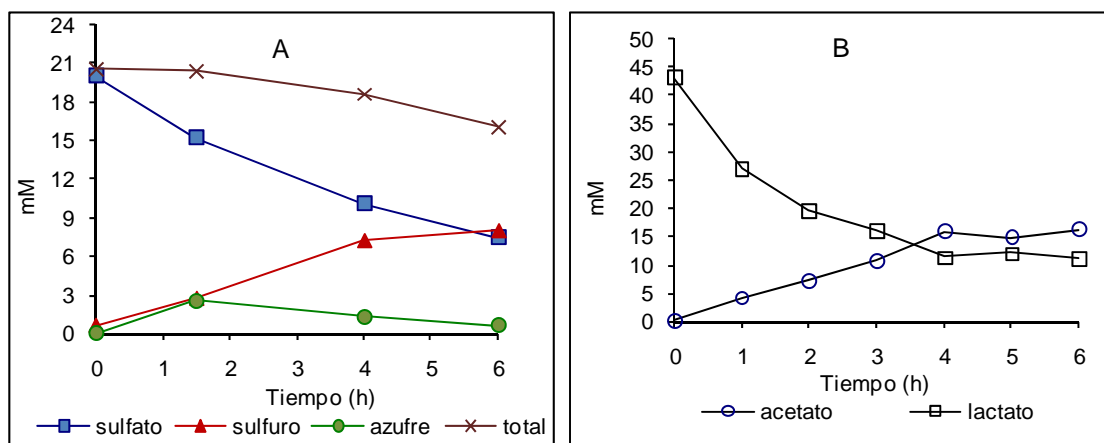 A
24
21
18
15
12
9
6
3
0
mM
0 1 2 3 4 5 6
Tiempo (h)
sulfato sulfuro azufre total
B
50
45
40
35
30
25
20
15
10
5
0
mM
0 1 2 3 4 5 6
Tiempo (h)
acetato lactato